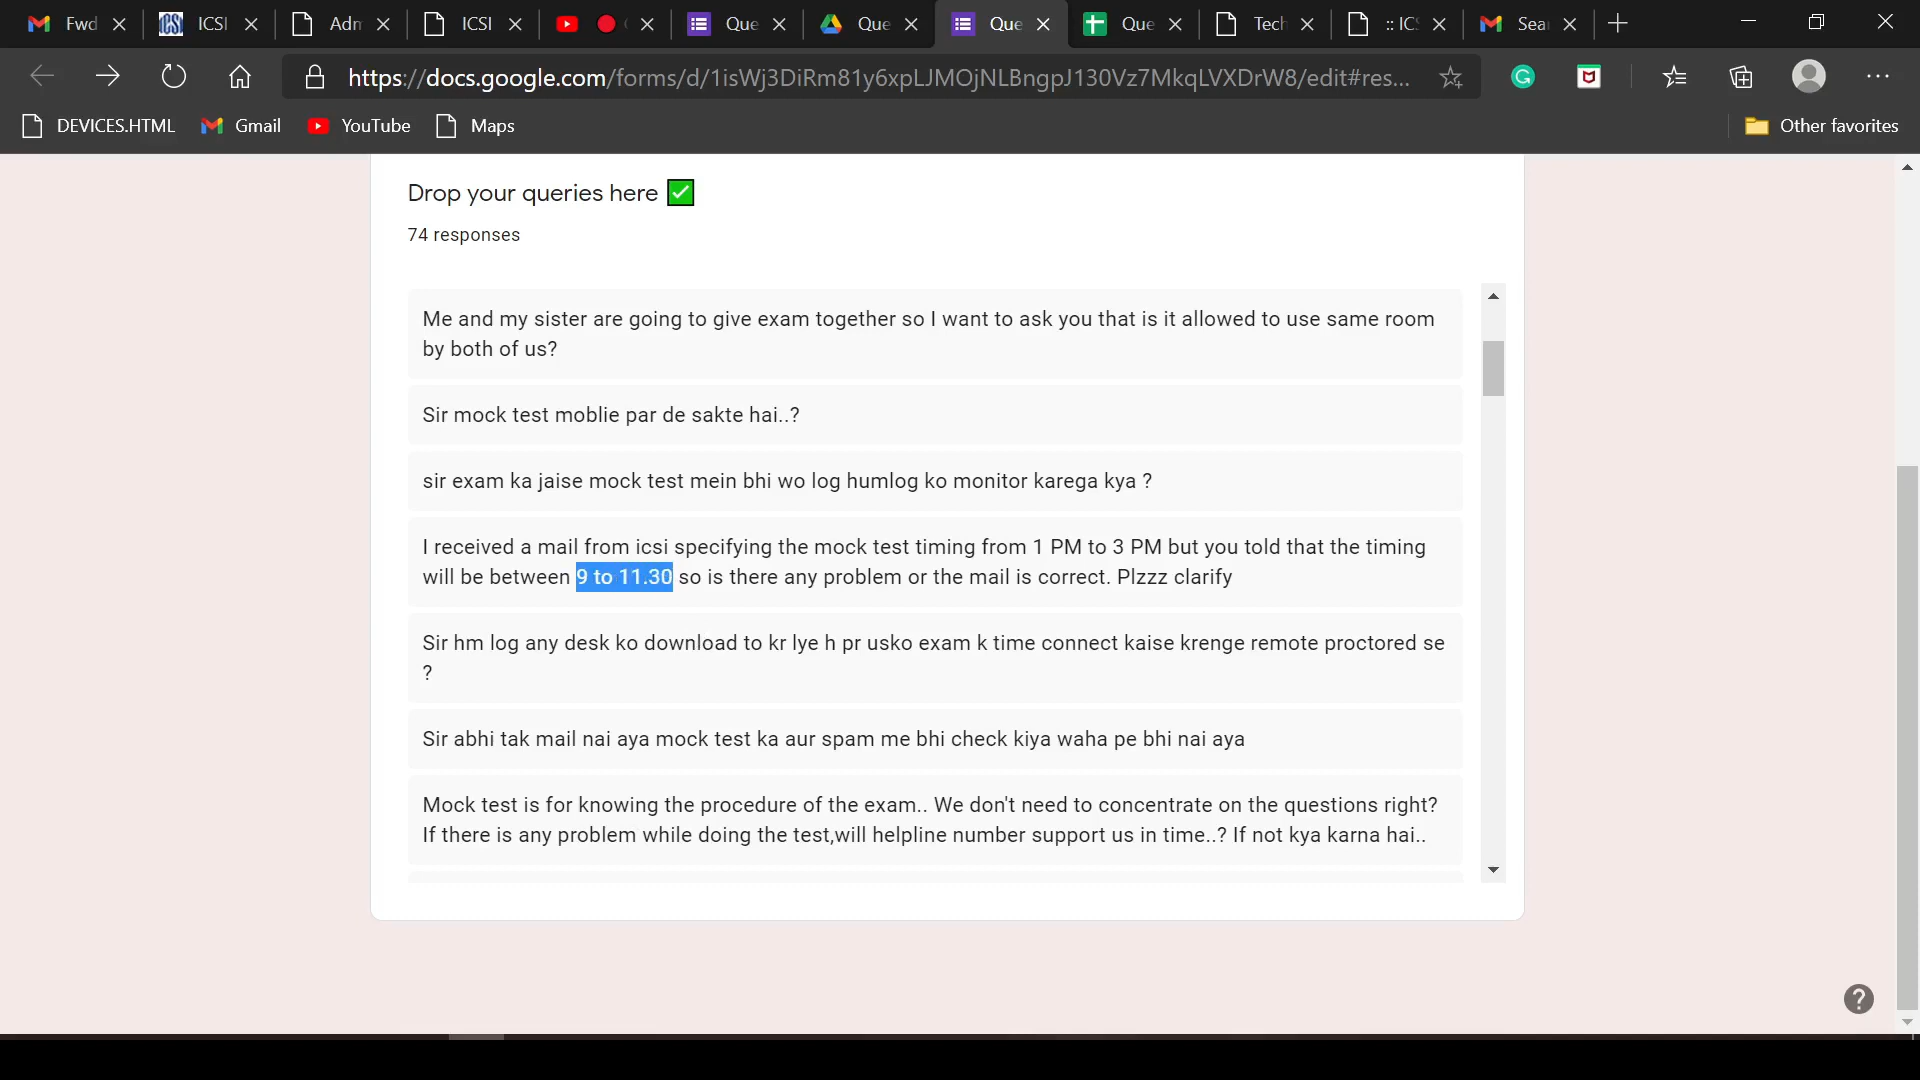 Fwd ICSI Adm ICSI Que Que Que Que Tech :: IC Sea
https://docs.google.com/forms/d/1isWj3DiRm81y6xpLJMOjNLBngpJ130Vz7MkqLVXDrW8/edit#res...
DEVICES.HTML Gmail YouTube Maps Other favorites
Drop your queries here
74 responses
Me and my sister are going to give exam together so I want to ask you that is it allowed to use same room
by both of us?
Sir mock test moblie par de sakte hai..?
sir exam ka jaise mock test mein bhi wo log humlog ko monitor karega kya ?
I received a mail from icsi specifying the mock test timing from 1 PM to 3 PM but you told that the timing
will be between 9 to 11.30 so is there any problem or the mail is correct. Plzzz clarify
Sir hm log any desk ko download to kr lye h pr usko exam k time connect kaise krenge remote proctored se
?
Sir abhi tak mail nai aya mock test ka aur spam me bhi check kiya waha pe bhi nai aya
Mock test is for knowing the procedure of the exam.. We don't need to concentrate on the questions right?
If there is any problem while doing the test,will helpline number support us in time..? If not kya karna hai..